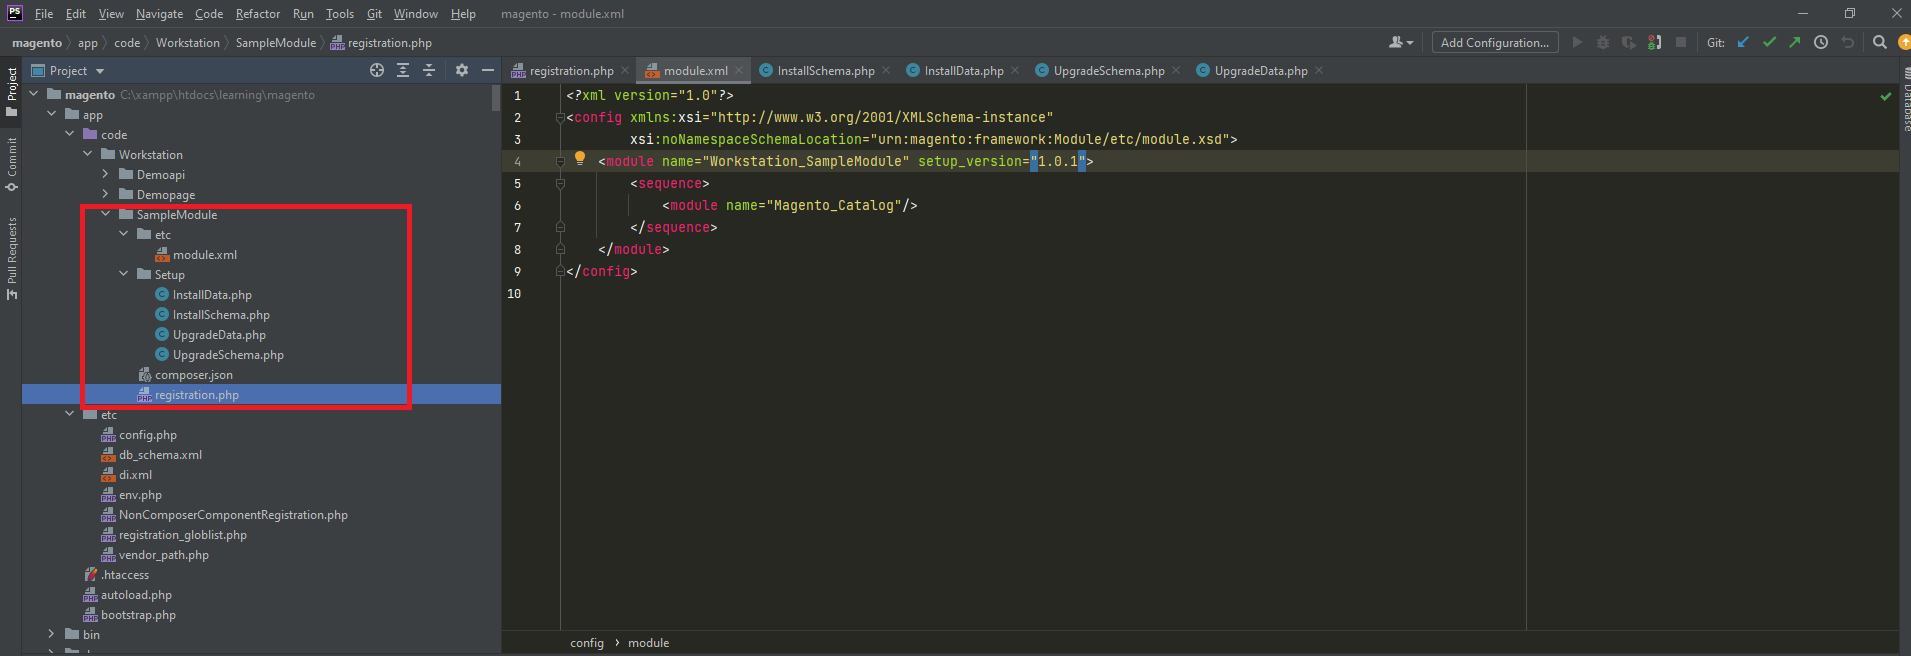 PS File Edit View Navigate Code Refactor Run Tools Git Window Help magento - module.xml
magento app code Workstation SampleModule registration.php Add Configuration... Git:
Project registration.php module.xml InstallSchema.php InstallData.php UpgradeSchema.php UpgradeData.php
Project
Commit
Pull Requests
magento C:\xampp\htdocs\learning\magento
app
code
Workstation
Demoapi
Demopage
SampleModule
etc
module.xml
Setup
InstallData.php
InstallSchema.php
UpgradeData.php
UpgradeSchema.php
composer.json
registration.php
etc
config.php
db_schema.xml
di.xml
env.php
NonComposerComponentRegistration.php
registration_globlist.php
vendor_path.php
.htaccess
autoload.php
bootstrap.php
bin
1 <?xml version="1.0"?>
2 <config xmlns:xsi="http://www.w3.org/2001/XMLSchema-instance"
3 xsi:noNamespaceSchemaLocation="urn:magento:framework:Module/etc/module.xsd">
4 <module name="Workstation_SampleModule" setup_version="1.0.1">
5 <sequence>
6 <module name="Magento_Catalog"/>
7 </sequence>
8 </module>
9 </config>
10
config › module
Database